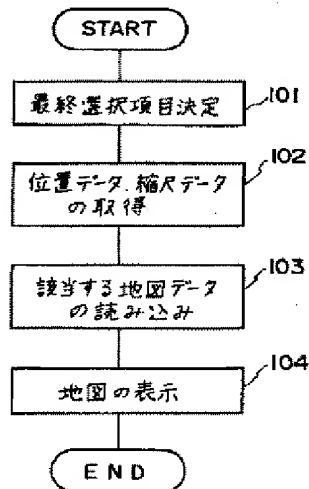 START
最終選択項目決定
101
位置データ、縮尺データ
の取得
102
該当する地図データ
の読み込み
103
地図の表示
104
END